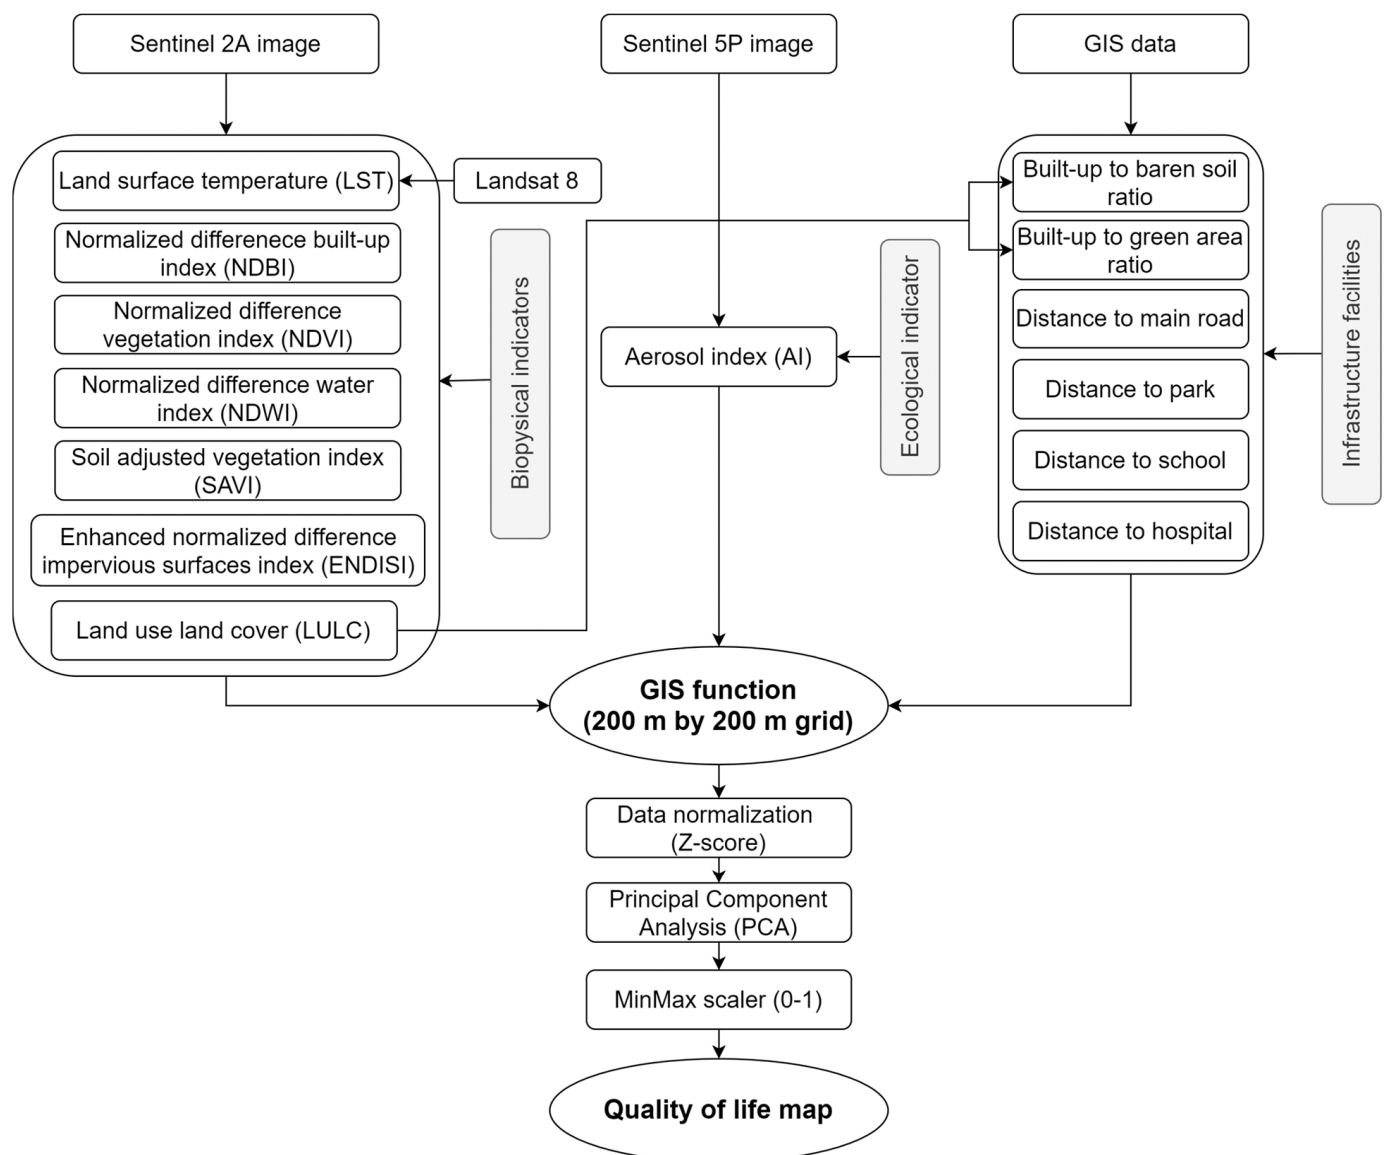 Sentinel 2A image
Sentinel 5P image
GIS data
Land surface temperature (LST)
Landsat 8
Normalized differenece built-up
index (NDBI)
Normalized difference
vegetation index (NDVI)
Normalized difference water
index (NDWI)
Soil adjusted vegetation index
(SAVI)
Enhanced normalized difference
impervious surfaces index (ENDISI)
Land use land cover (LULC)
Biopysical indicators
Aerosol index (AI)
Ecological indicator
Built-up to baren soil
ratio
Built-up to green area
ratio
Distance to main road
Distance to park
Distance to school
Distance to hospital
Infrastructure facilities
GIS function
(200 m by 200 m grid)
Data normalization
(Z-score)
Principal Component
Analysis (PCA)
MinMax scaler (0-1)
Quality of life map